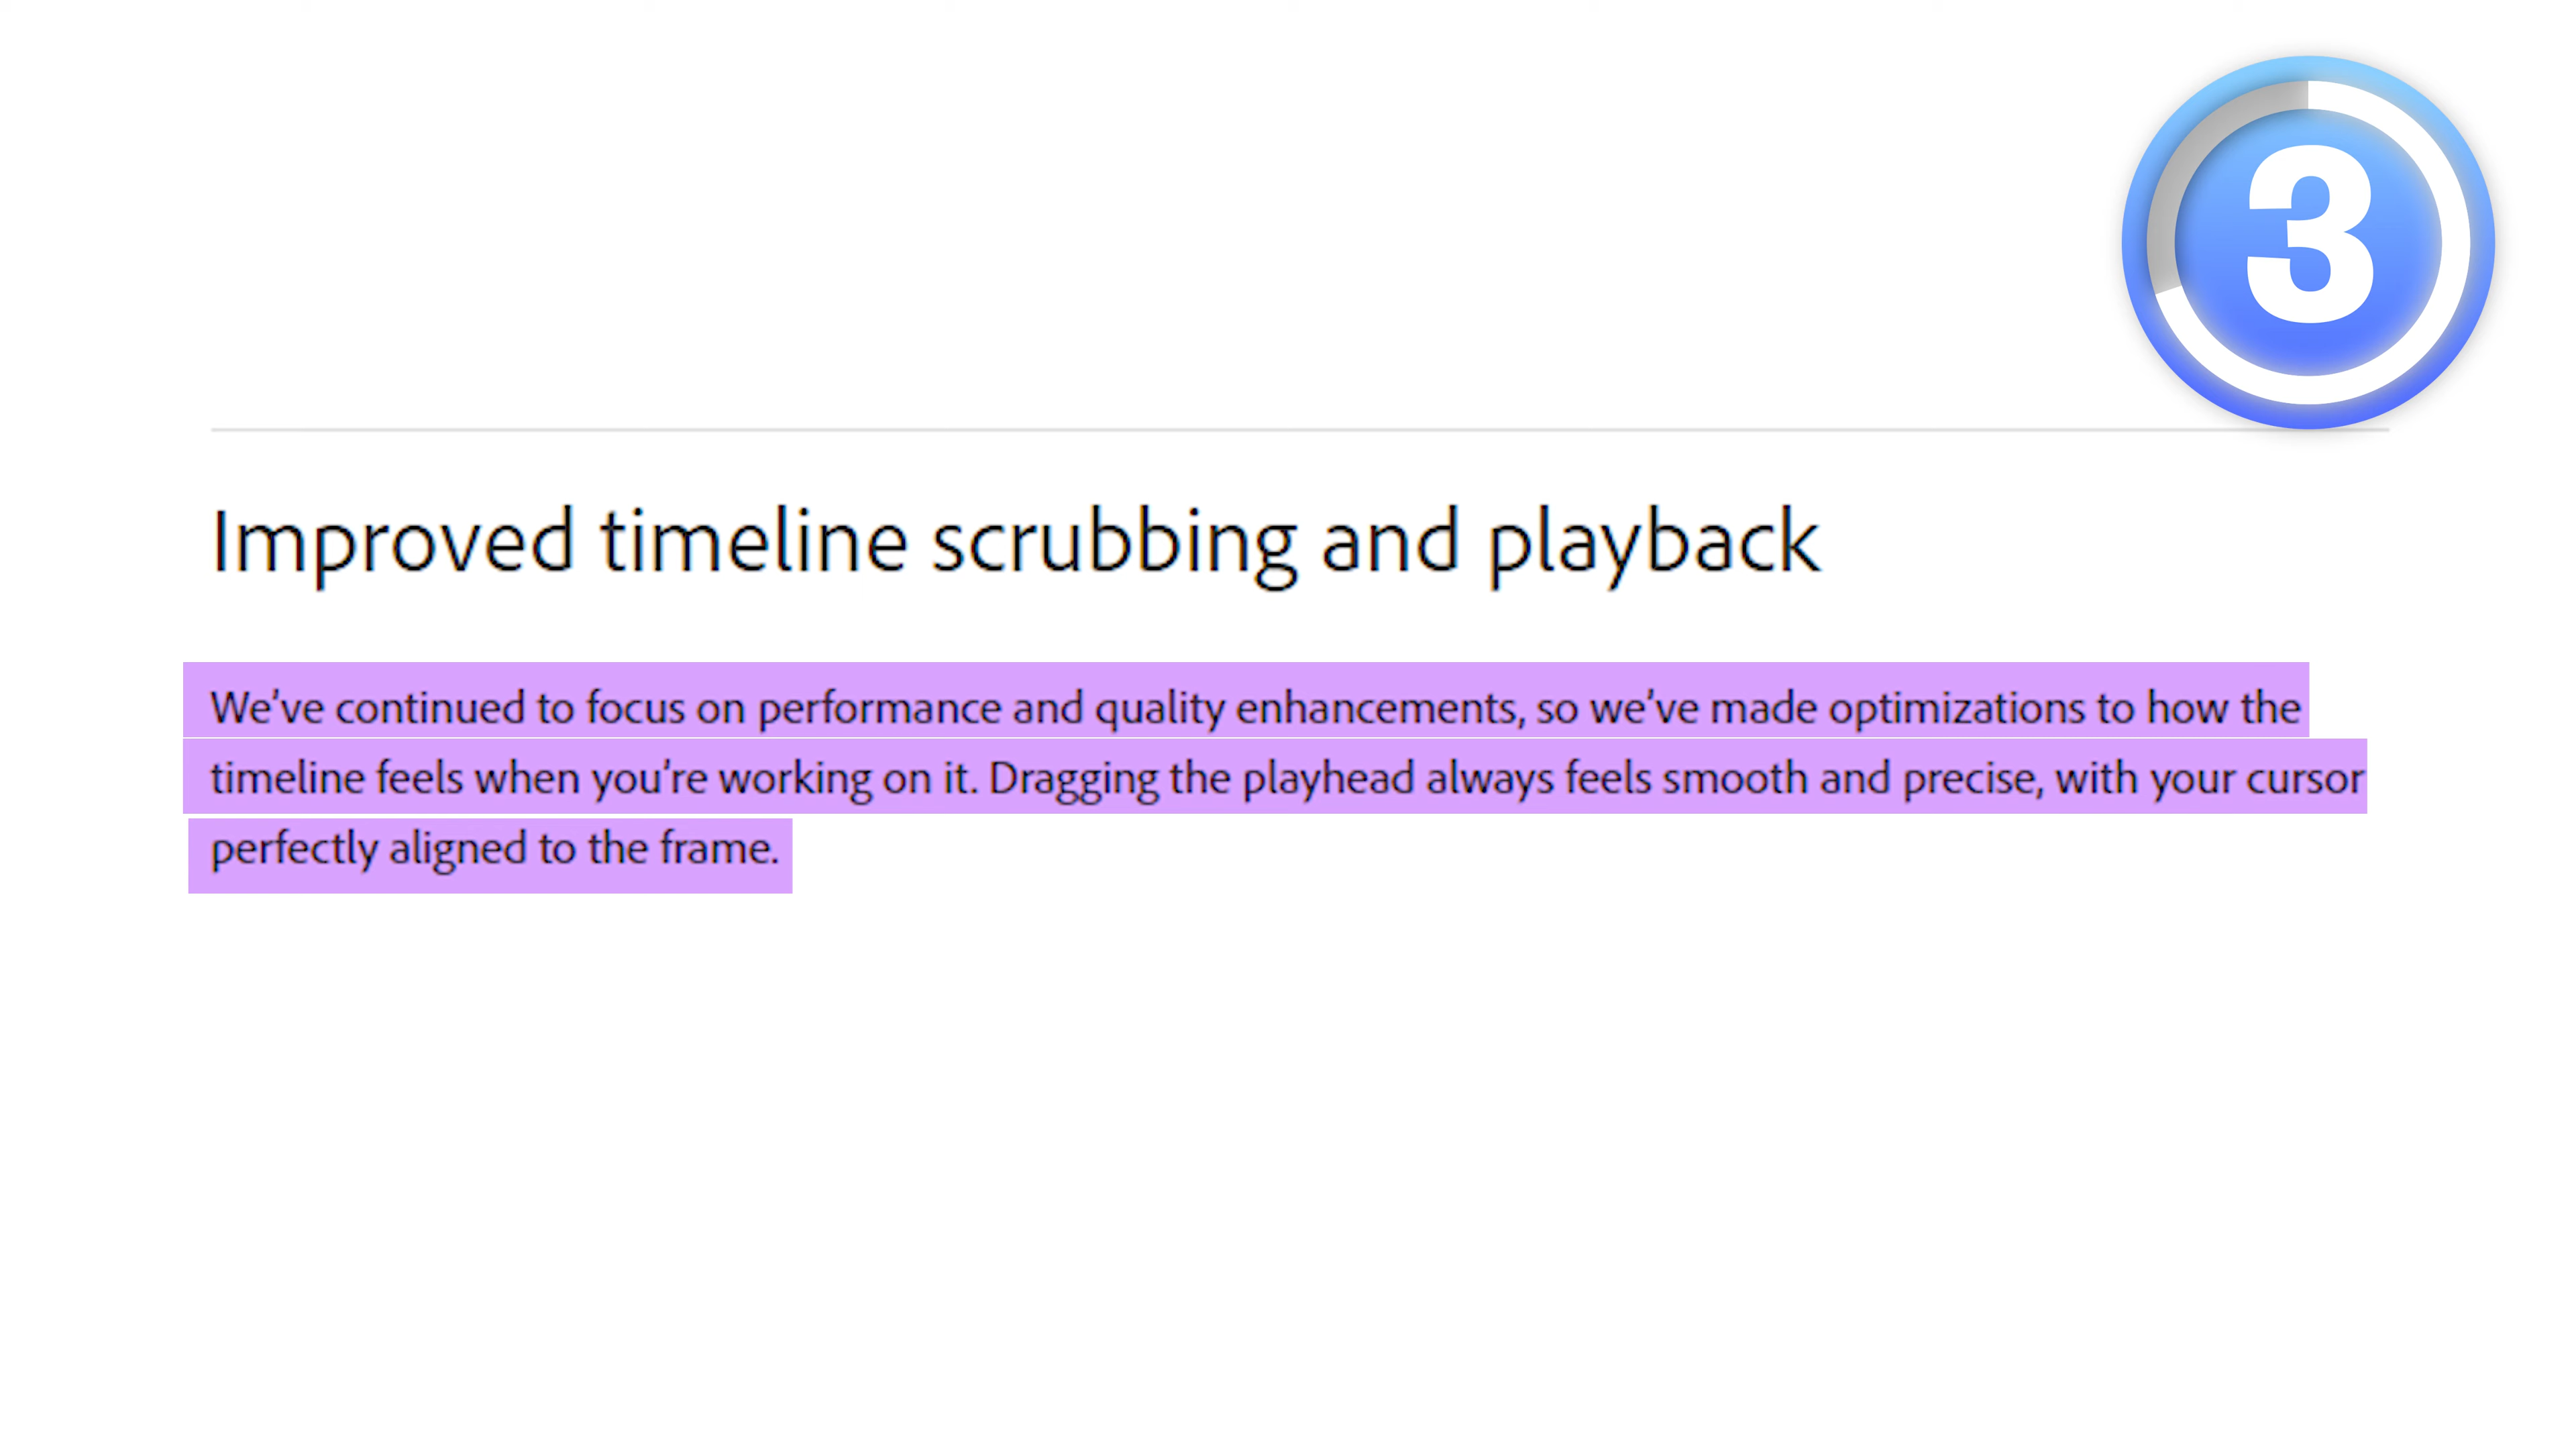 3
Improved timeline scrubbing and playback
We've continued to focus on performance and quality enhancements, so we've made optimizations to how the
timeline feels when you're working on it. Dragging the playhead always feels smooth and precise, with your cursor
perfectly aligned to the frame.